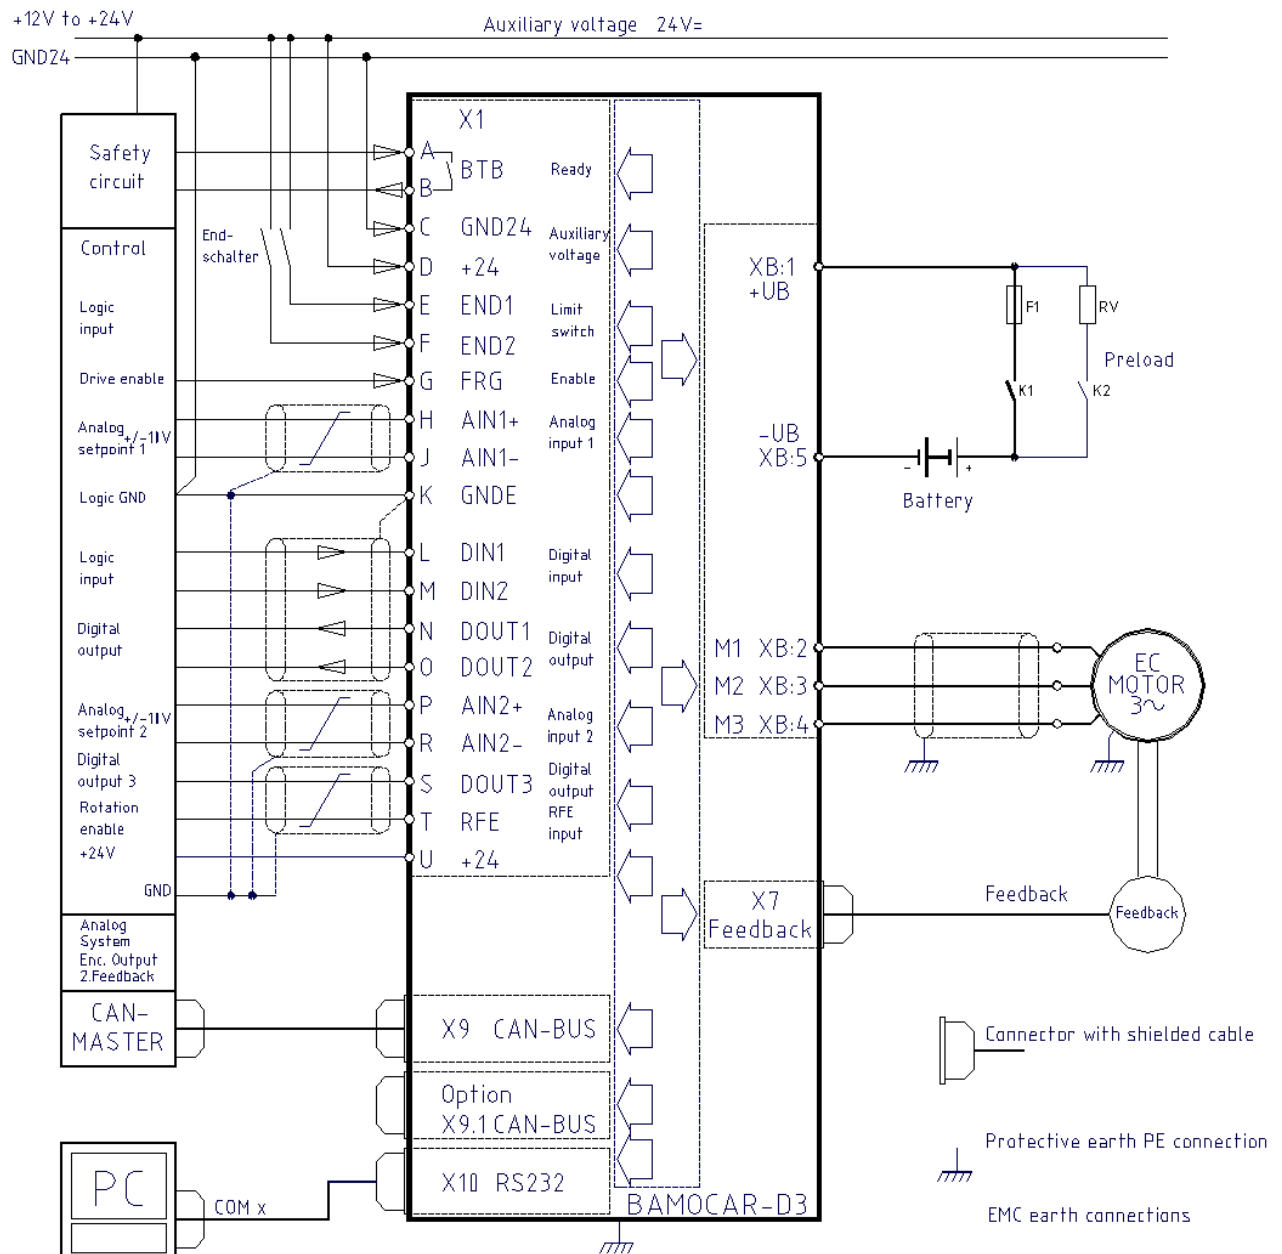 +12V to +24V
Auxiliary voltage 24V=
GND24
Safety
circuit
Control
Logic
input
Drive enable
Analog +/-10V
setpoint 1
Logic GND
Logic
input
Digital
output
Analog +/-10V
setpoint 2
Digital
output 3
Rotation
enable
+24V
GND
Analog
System
Enc. Output
2.Feedback
CAN-
MASTER
PC
COM x
End-
schalter
X1
A
BTB
Ready
B
C GND24 Auxiliary
voltage
D +24
E END1 Limit
switch
F END2
G FRG Enable
H AIN1+ Analog
input 1
J AIN1-
K GNDE
L DIN1 Digital
input
M DIN2
N DOUT1 Digital
output
O DOUT2
P AIN2+ Analog
input 2
R AIN2-
S DOUT3 Digital
output
T RFE RFE
input
U +24
X9 CAN-BUS
Option
X9.1 CAN-BUS
X10 RS232
BAMOCAR-D3
XB:1
+UB
-UB
XB:5
M1 XB:2
M2 XB:3
M3 XB:4
X7
Feedback
F1
RV
Preload
K1
K2
- +
Battery
EC
MOTOR
3~
Feedback
Feedback
Connector with shielded cable
Protective earth PE connection
EMC earth connections